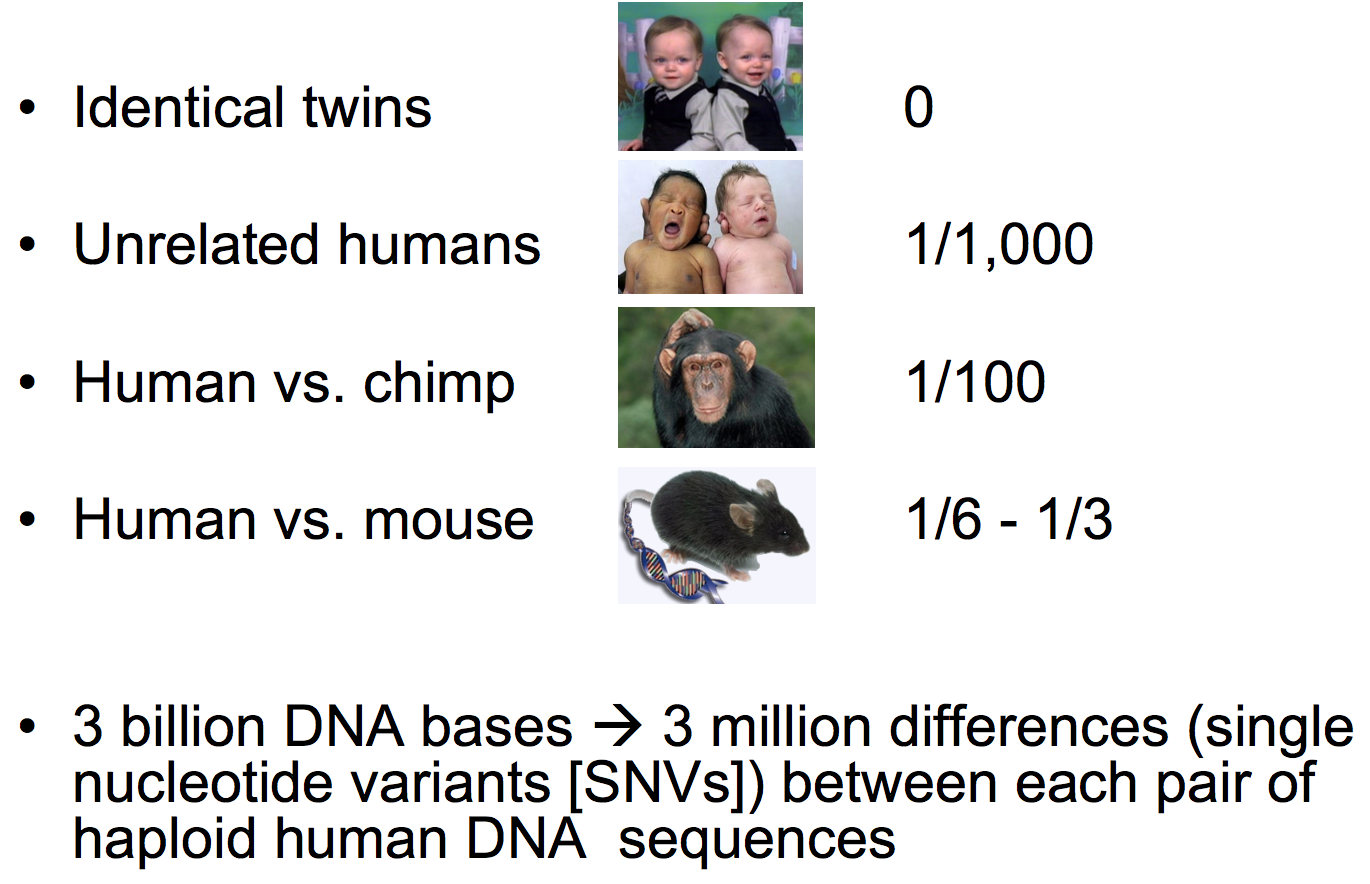 • Identical twins 0
• Unrelated humans 1/1,000
• Human vs. chimp 1/100
• Human vs. mouse 1/6 - 1/3
• 3 billion DNA bases → 3 million differences (single
nucleotide variants [SNVs]) between each pair of
haploid human DNA sequences